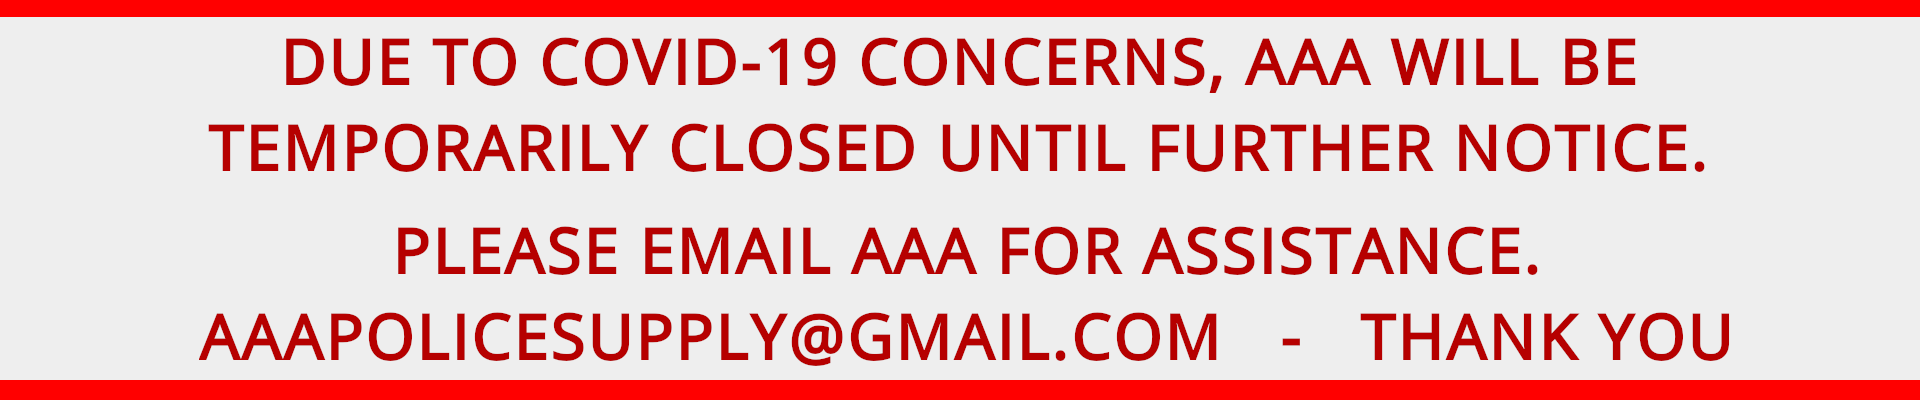 DUE TO COVID-19 CONCERNS, AAA WILL BE
TEMPORARILY CLOSED UNTIL FURTHER NOTICE.
PLEASE EMAIL AAA FOR ASSISTANCE.
AAAPOLICESUPPLY@GMAIL.COM - THANK YOU